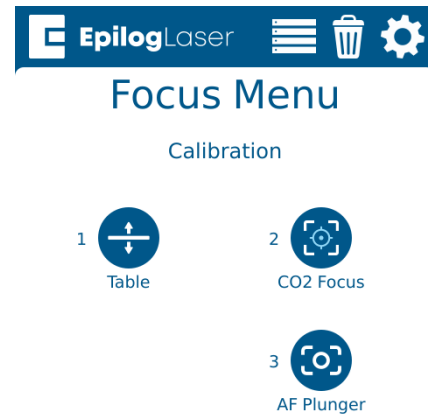 EpilogLaser
Focus Menu
Calibration
1
Table
2
CO2 Focus
3
AF Plunger